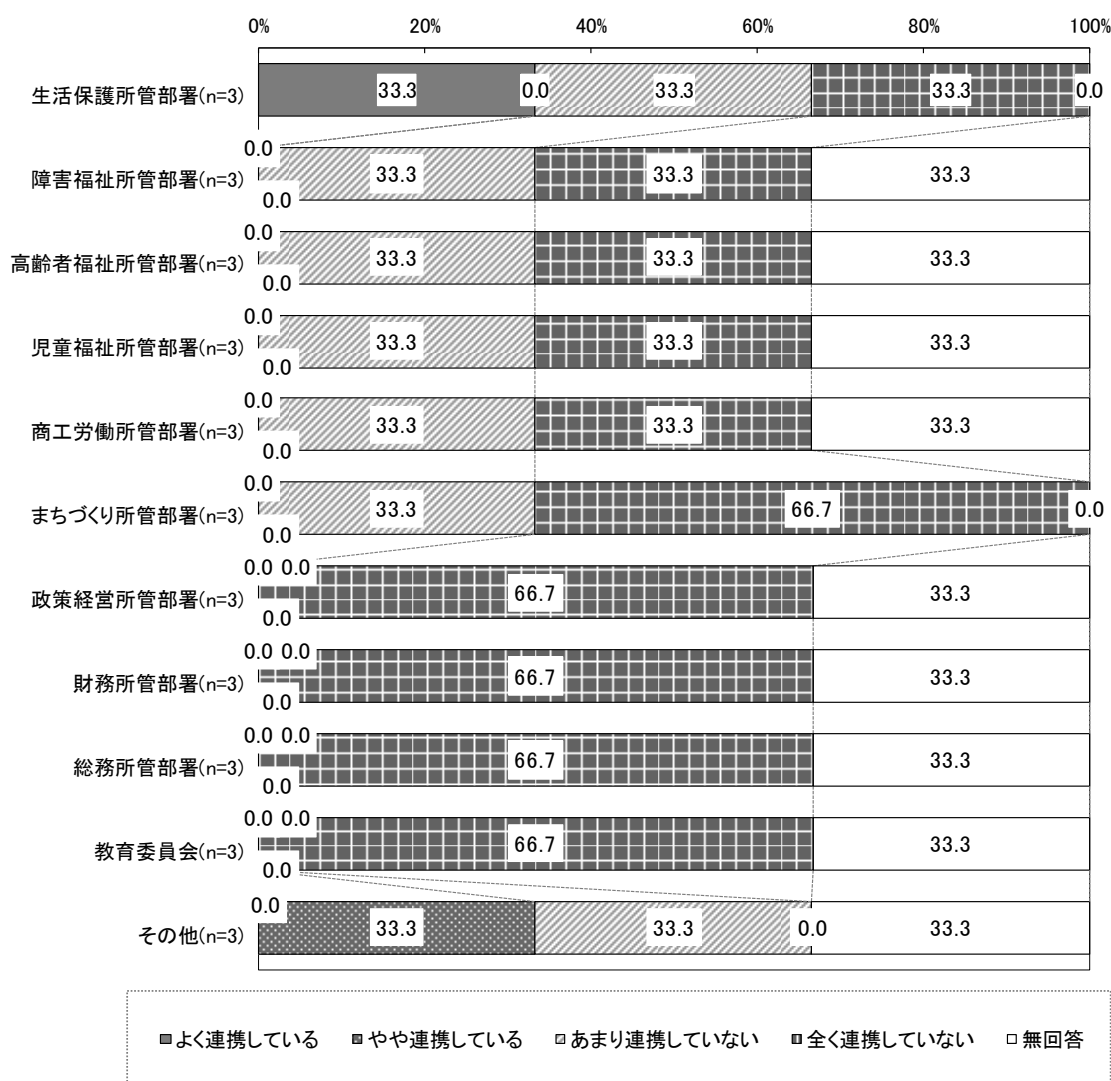 0% 20% 40% 60% 80% 100%
生活保護所管部署(n=3) 33.3 0.0 33.3 33.3 0.0
0.0
障害福祉所管部署(n=3) 33.3 33.3 33.3
0.0
0.0
高齢者福祉所管部署(n=3) 33.3 33.3 33.3
0.0
0.0
児童福祉所管部署(n=3) 33.3 33.3 33.3
0.0
0.0
商工労働所管部署(n=3) 33.3 33.3 33.3
0.0
0.0
まちづくり所管部署(n=3) 33.3 66.7 0.0
0.0
0.0 0.0
政策経営所管部署(n=3) 66.7 33.3
0.0
0.0 0.0
財務所管部署(n=3) 66.7 33.3
0.0
0.0 0.0
総務所管部署(n=3) 66.7 33.3
0.0
0.0 0.0
教育委員会(n=3) 66.7 33.3
0.0
0.0
その他(n=3) 33.3 33.3 0.0 33.3
よく連携している やや連携している あまり連携していない 全く連携していない 無回答